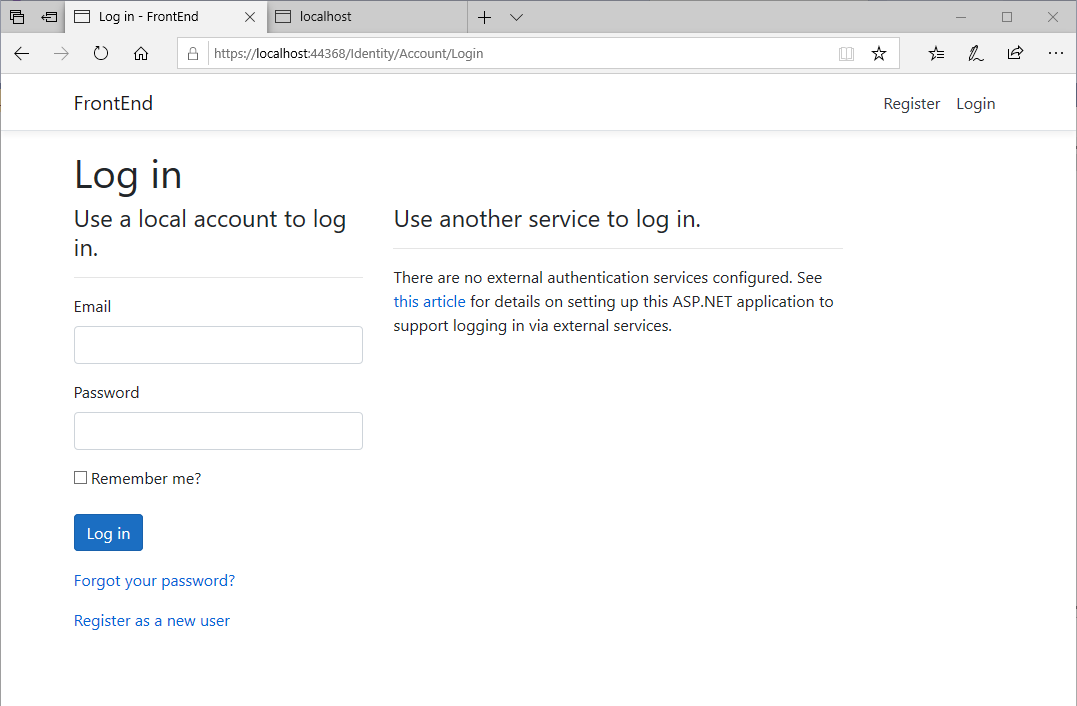 Log in - FrontEnd
localhost
https://localhost:44368/Identity/Account/Login
FrontEnd
Register
Login
Log in
Use a local account to log
in.
Email
Password
Remember me?
Log in
Forgot your password?
Register as a new user
Use another service to log in.
There are no external authentication services configured. See
this article for details on setting up this ASP.NET application to
support logging in via external services.